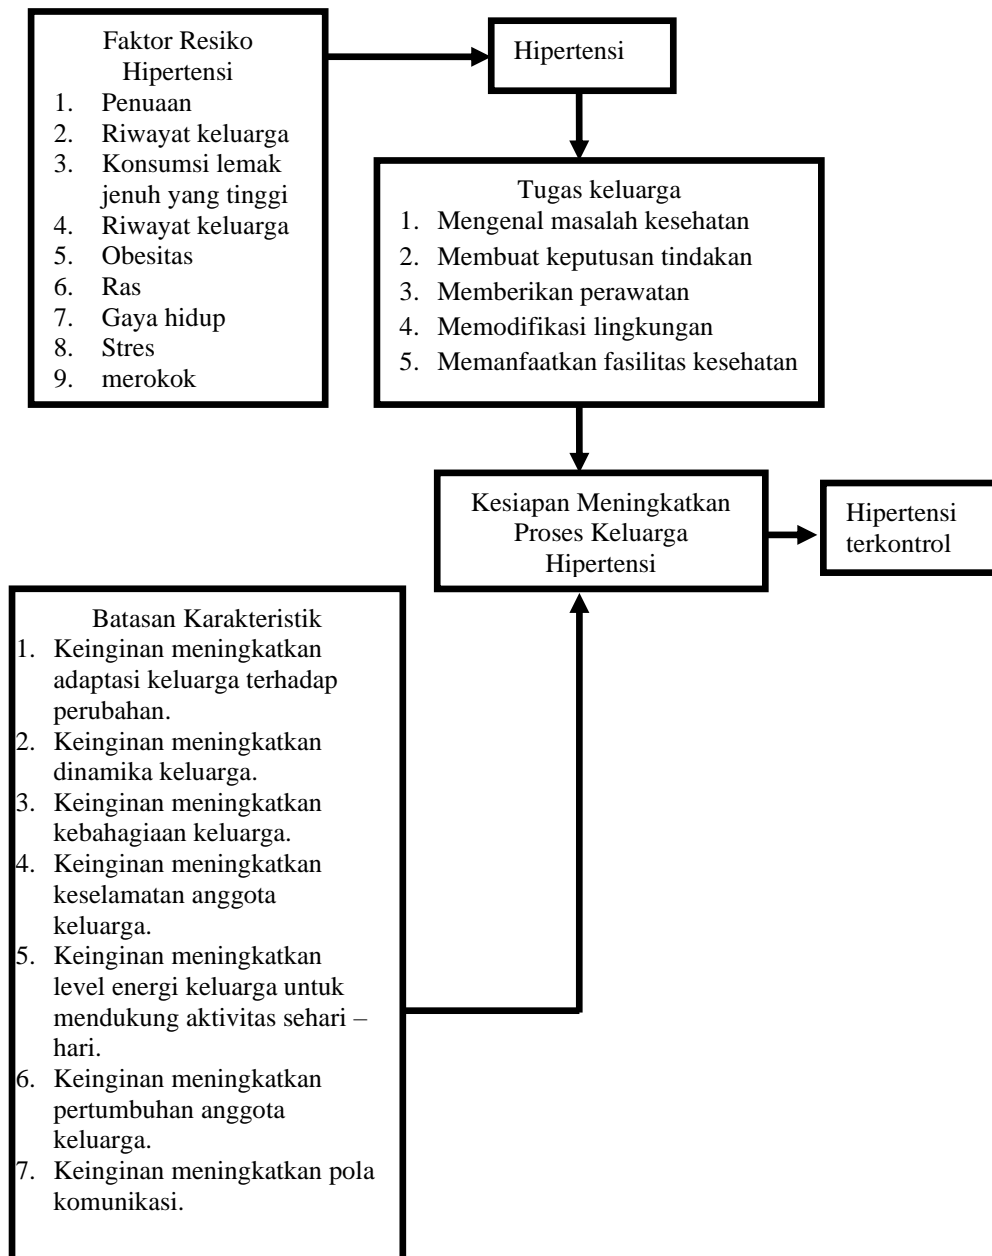 Faktor Resiko
Hipertensi
1. Penuaan
2. Riwayat keluarga
3. Konsumsi lemak
jenuh yang tinggi
4. Riwayat keluarga
5. Obesitas
6. Ras
7. Gaya hidup
8. Stres
9. merokok
Hipertensi
Tugas keluarga
1. Mengenal masalah kesehatan
2. Membuat keputusan tindakan
3. Memberikan perawatan
4. Memodifikasi lingkungan
5. Memanfaatkan fasilitas kesehatan
Kesiapan Meningkatkan
Proses Keluarga
Hipertensi
Hipertensi
terkontrol
Batasan Karakteristik
1. Keinginan meningkatkan
adaptasi keluarga terhadap
perubahan.
2. Keinginan meningkatkan
dinamika keluarga.
3. Keinginan meningkatkan
kebahagiaan keluarga.
4. Keinginan meningkatkan
keselamatan anggota
keluarga.
5. Keinginan meningkatkan
level energi keluarga untuk
mendukung aktivitas sehari –
hari.
6. Keinginan meningkatkan
pertumbuhan anggota
keluarga.
7. Keinginan meningkatkan pola
komunikasi.